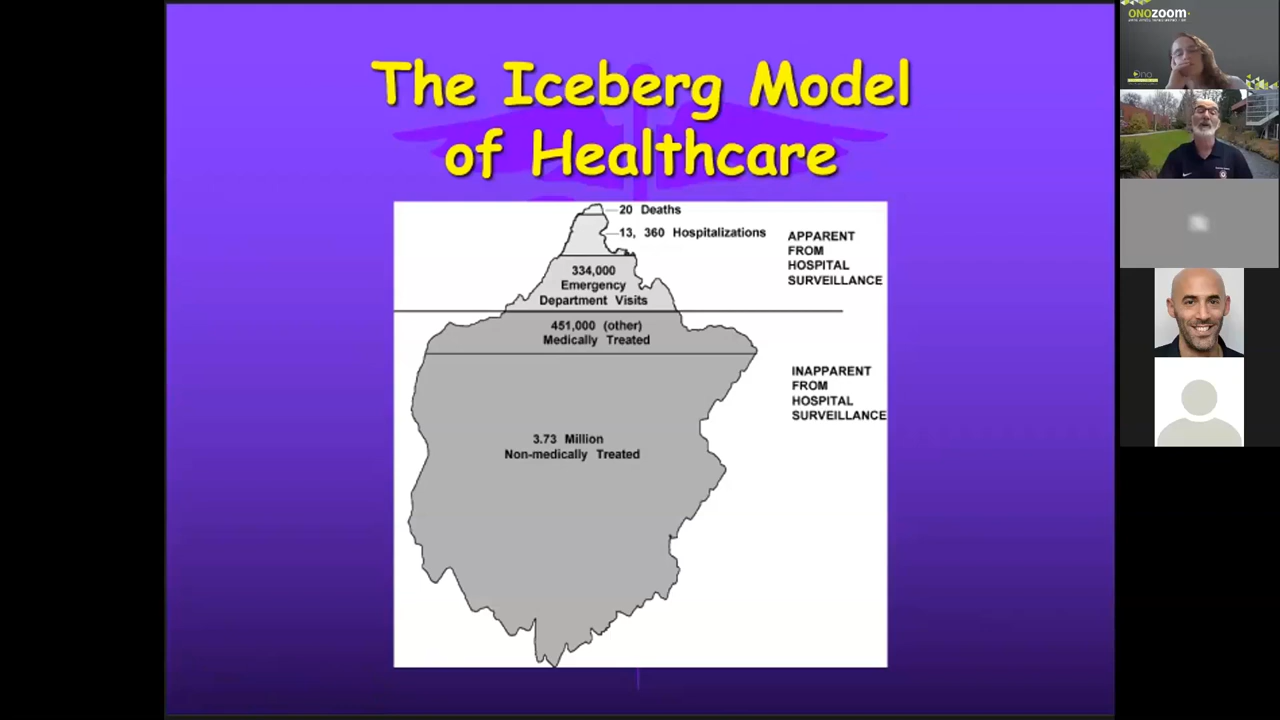 The Iceberg Model
of Healthcare
20 Deaths
13, 360 Hospitalizations
334,000
Emergency
Department Visits
APPARENT
FROM
HOSPITAL
SURVEILLANCE
451,000 (other)
Medically Treated
INAPPARENT
FROM
HOSPITAL
SURVEILLANCE
3.73 Million
Non-medically Treated
ONOZOOM
Ono